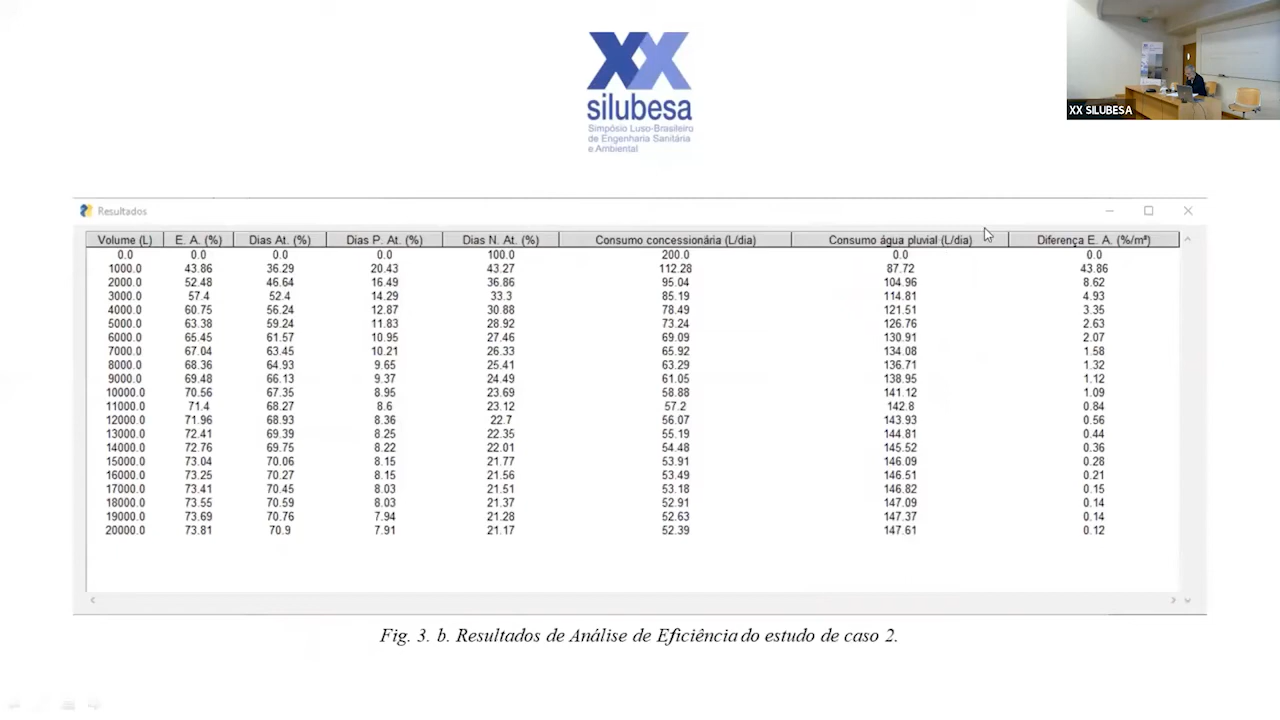 XX
silubesa
Simpósio Luso-Brasileiro
de Engenharia Sanitária
e Ambiental
XX SILUBESA
Resultados
Volume (L) E. A. (%) Dias At. (%) Dias P. At. (%) Dias N. At. (%) Consumo concessionária (L/dia) Consumo água pluvial (L/dia) Diferença E. A. (%/m³)
0.0 0.0 0.0 0.0 100.0 200.0 0.0 0.0
1000.0 43.86 36.29 20.43 43.27 112.28 87.72 43.86
2000.0 52.48 46.64 16.49 36.86 95.04 104.96 8.62
3000.0 57.4 52.4 14.29 33.3 85.19 114.81 4.93
4000.0 60.75 56.24 12.87 30.88 78.49 121.51 3.35
5000.0 63.38 59.24 11.83 28.92 73.24 126.76 2.63
6000.0 65.45 61.57 10.95 27.46 69.09 130.91 2.07
7000.0 67.04 63.45 10.21 26.33 65.92 134.08 1.58
8000.0 68.36 64.93 9.65 25.41 63.29 136.71 1.32
9000.0 69.48 66.13 9.37 24.49 61.05 138.95 1.12
10000.0 70.56 67.35 8.95 23.69 58.88 141.12 1.09
11000.0 71.4 68.27 8.6 23.12 57.2 142.8 0.84
12000.0 71.96 68.93 8.36 22.7 56.07 143.93 0.56
13000.0 72.41 69.39 8.25 22.35 55.19 144.81 0.44
14000.0 72.76 69.75 8.22 22.01 54.48 145.52 0.36
15000.0 73.04 70.06 8.15 21.77 53.91 146.09 0.28
16000.0 73.25 70.27 8.15 21.56 53.49 146.51 0.21
17000.0 73.41 70.45 8.03 21.51 53.18 146.82 0.15
18000.0 73.55 70.59 8.03 21.37 52.91 147.09 0.14
19000.0 73.69 70.76 7.94 21.28 52.63 147.37 0.14
20000.0 73.81 70.9 7.91 21.17 52.39 147.61 0.12
Fig. 3. b. Resultados de Análise de Eficiência do estudo de caso 2.